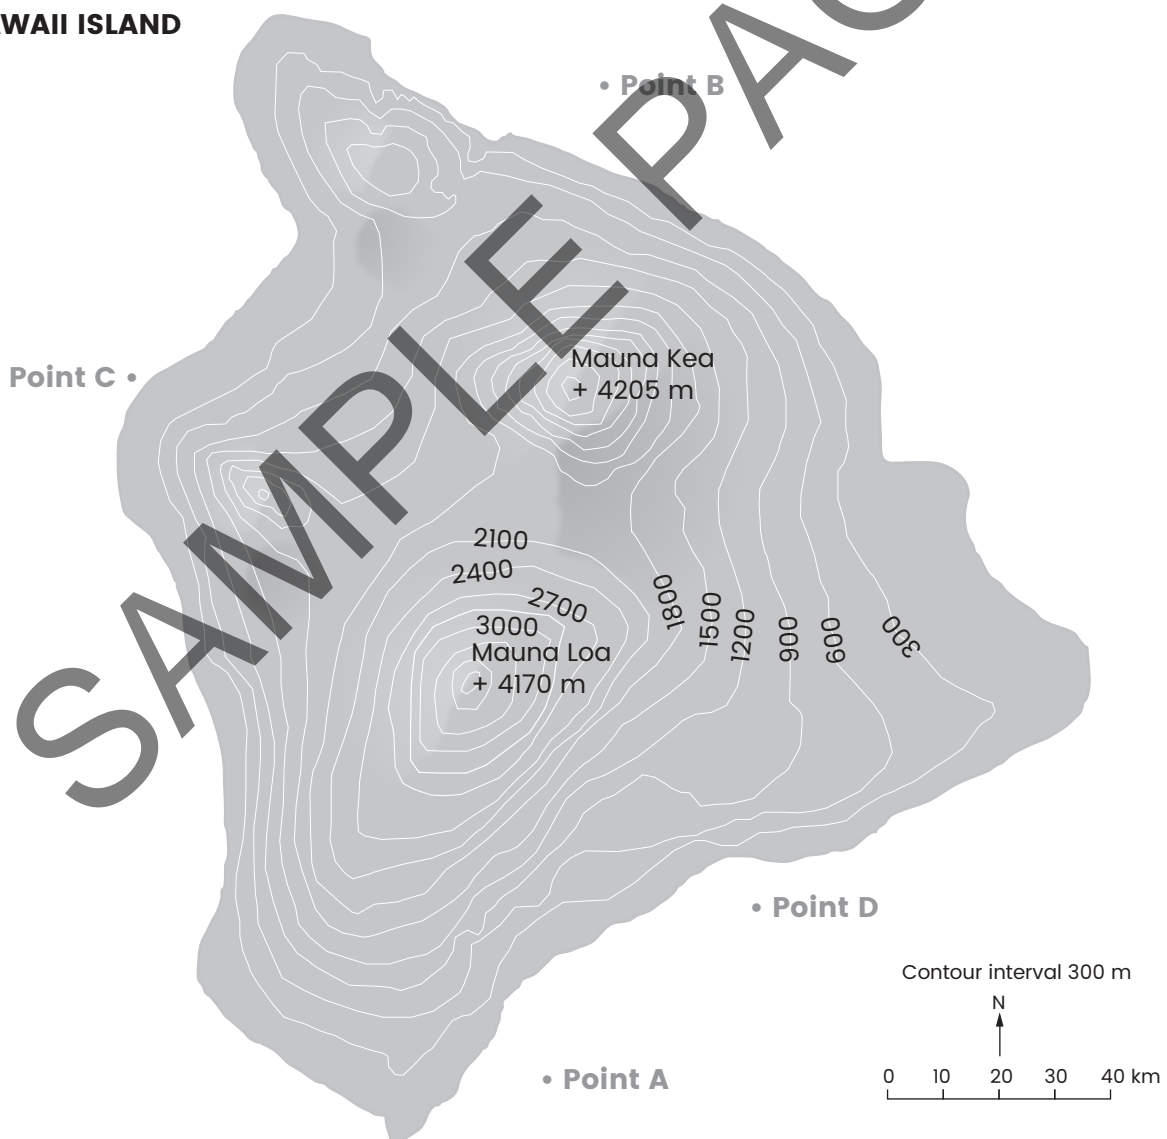 WAII ISLAND
• Point B
Mauna Kea
+ 4205 m
Point C •
2100
2400
2700
3000
Mauna Loa
+ 4170 m
1800
1500
1200
900
600
300
• Point D
Contour interval 300 m
N
0 10 20 30 40 km
• Point A
SAMPLE PAG